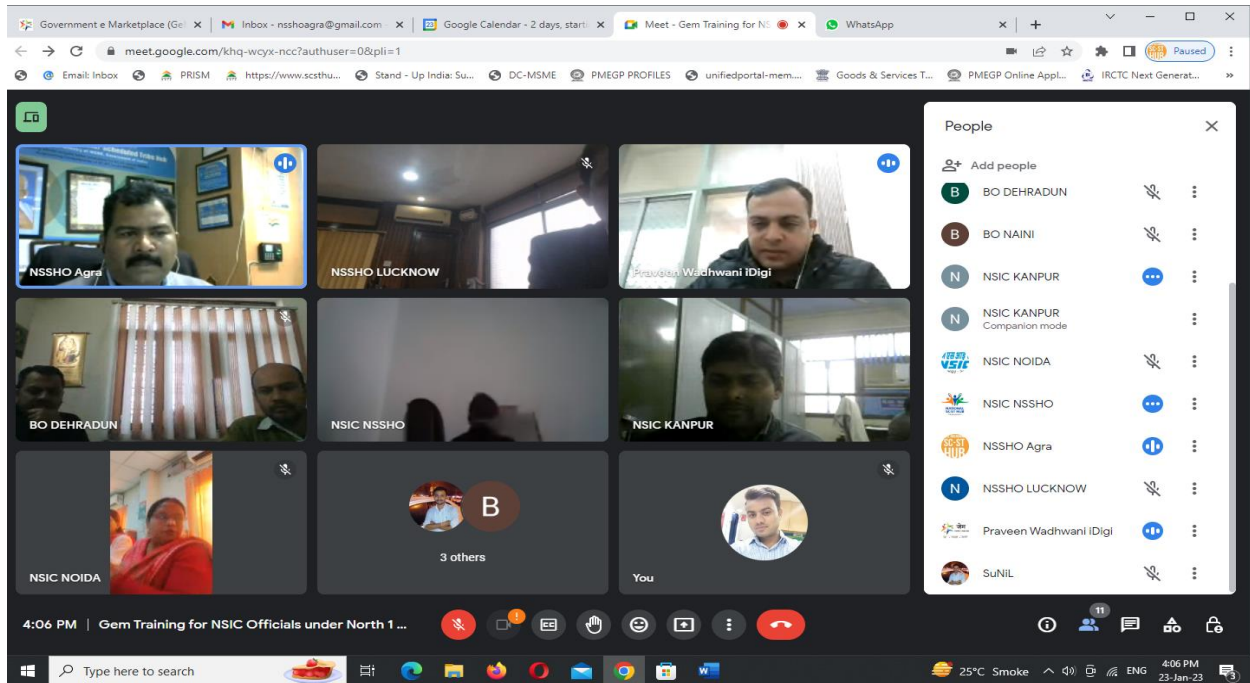 Government e Marketplace (Ge
Inbox - nsshoagra@gmail.com -
Google Calendar - 2 days, starti
Meet - Gem Training for NS
WhatsApp
meet.google.com/khq-wcyx-ncc?authuser=0&pli=1
Paused
Email: Inbox
PRISM
https://www.scsthu...
Stand - Up India: Su...
DC-MSME
PMEGP PROFILES
unifiedportal-mem....
Goods & Services T...
PMEGP Online Appl...
IRCTC Next Generat...
»
NSSHO Agra
NSSHO LUCKNOW
Praveen Wadhwani iDigi
BO DEHRADUN
NSIC NSSHO
NSIC KANPUR
NSIC NOIDA
B
3 others
You
People
Add people
B BO DEHRADUN
B BO NAINI
N NSIC KANPUR
N NSIC KANPUR
Companion mode
NSIC NOIDA
NSIC NSSHO
SC-ST
HUB
NSSHO Agra
N NSSHO LUCKNOW
Praveen Wadhwani iDigi
SuNiL
4:06 PM | Gem Training for NSIC Officials under North 1 ...
CC
11
Type here to search
25°C Smoke
ENG
4:06 PM
23-Jan-23
3